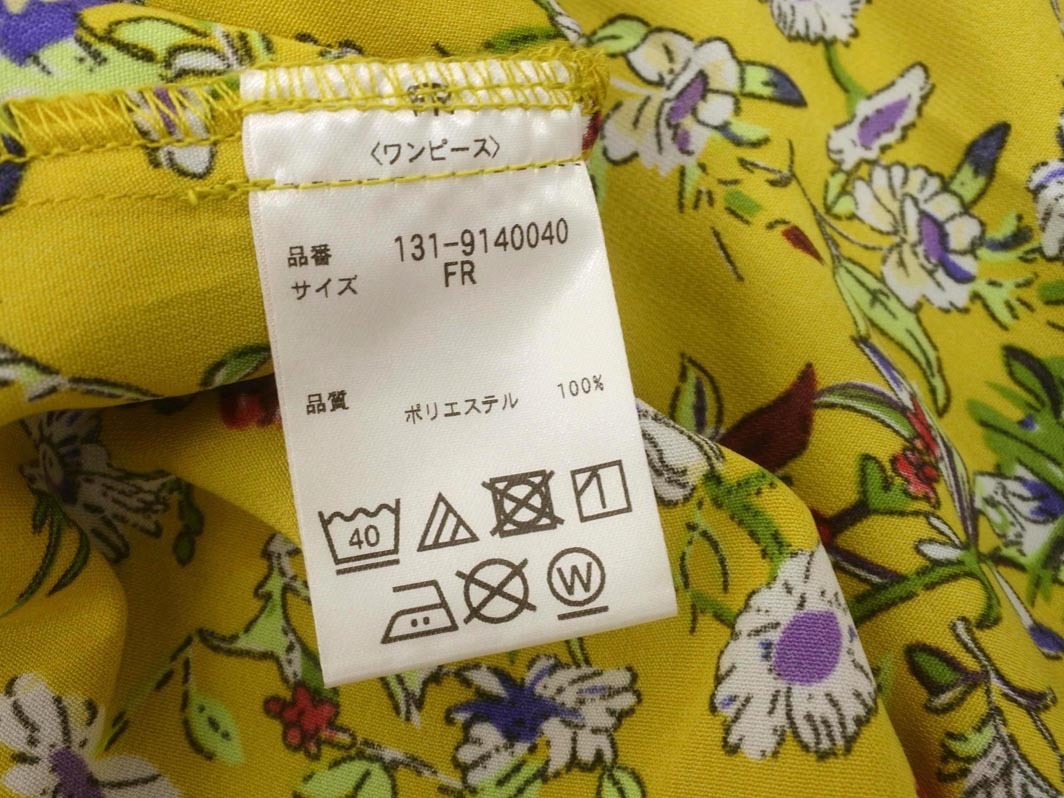 〈ワンピース〉
品番 131-9140040
サイズ FR
品質 ポリエステル 100%
40
W